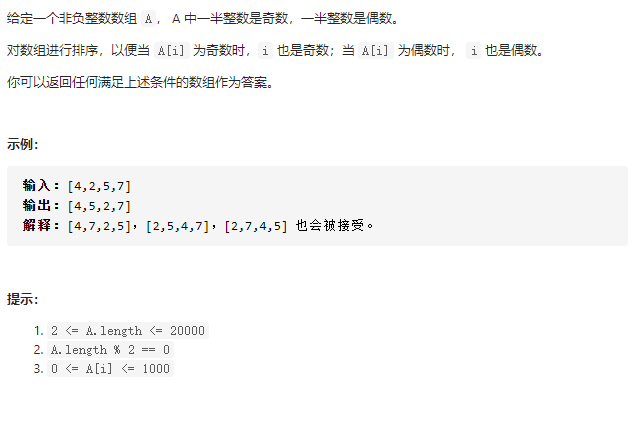 给定一个非负整数数组 A， A 中一半整数是奇数，一半整数是偶数。
对数组进行排序，以便当 A[i] 为奇数时，i 也是奇数；当 A[i] 为偶数时， i 也是偶数。
你可以返回任何满足上述条件的数组作为答案。
示例：
输入：[4,2,5,7]
输出：[4,5,2,7]
解释：[4,7,2,5]，[2,5,4,7]，[2,7,4,5] 也会被接受。
提示：
1. 2 <= A.length <= 20000
2. A.length % 2 == 0
3. 0 <= A[i] <= 1000